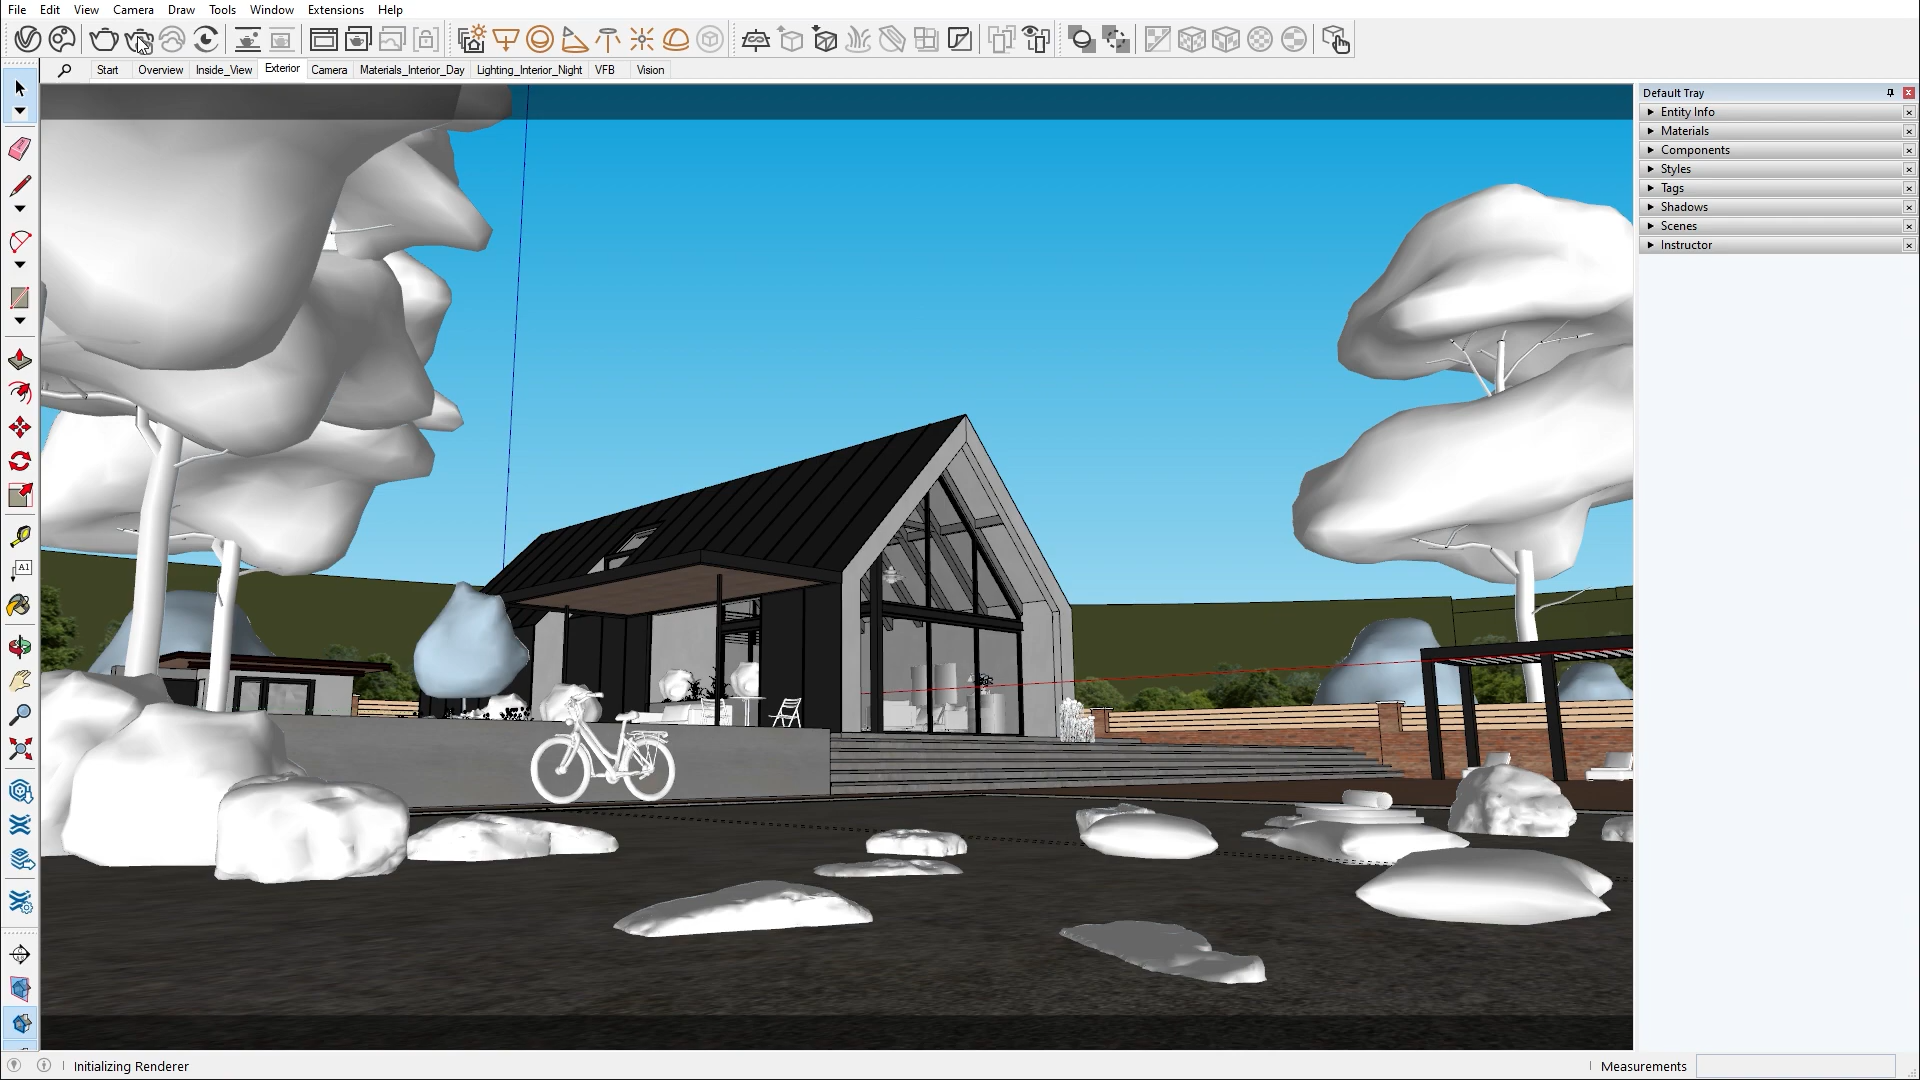 File Edit View Camera Draw Tools Window Extensions Help
Start Overview Inside_View Exterior Camera Materials_Interior_Day Lighting_Interior_Night VFB Vision
Default Tray
Entity Info
Materials
Components
Styles
Tags
Shadows
Scenes
Instructor
A1
Initializing Renderer
Measurements